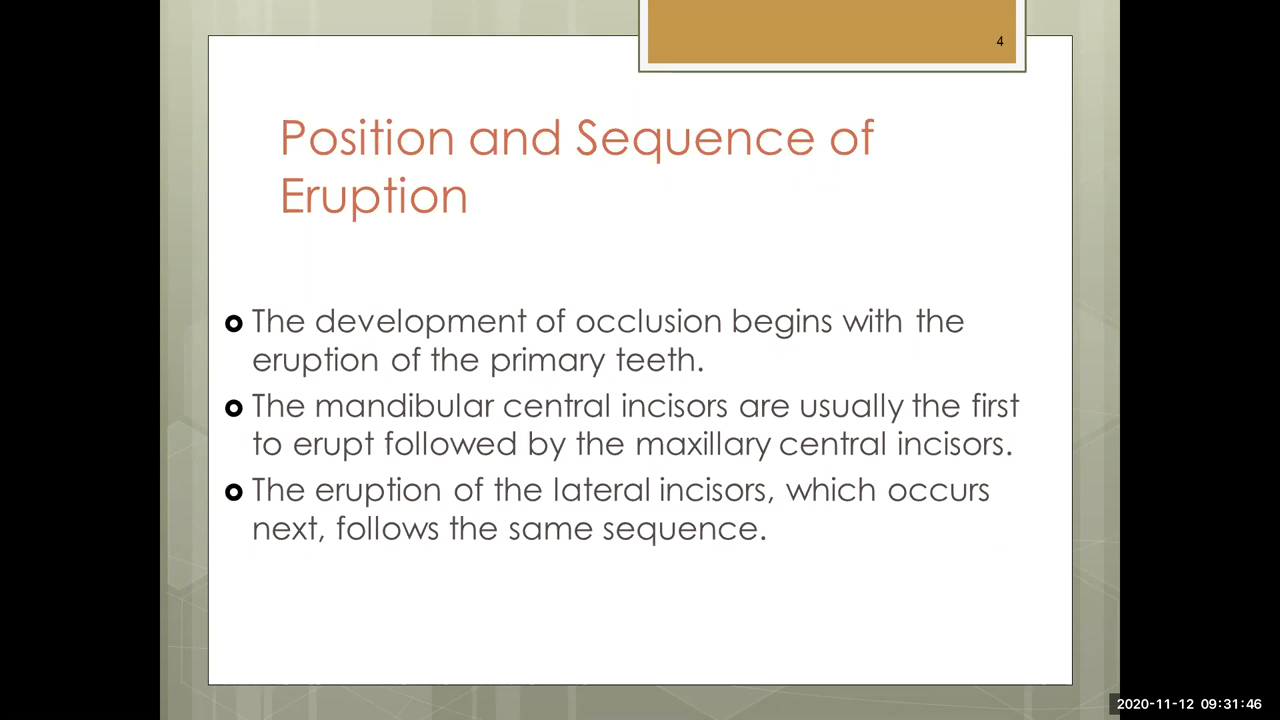 4
Position and Sequence of
Eruption
The development of occlusion begins with the
eruption of the primary teeth.
The mandibular central incisors are usually the first
to erupt followed by the maxillary central incisors.
The eruption of the lateral incisors, which occurs
next, follows the same sequence.
2020-11-12 09:31:46